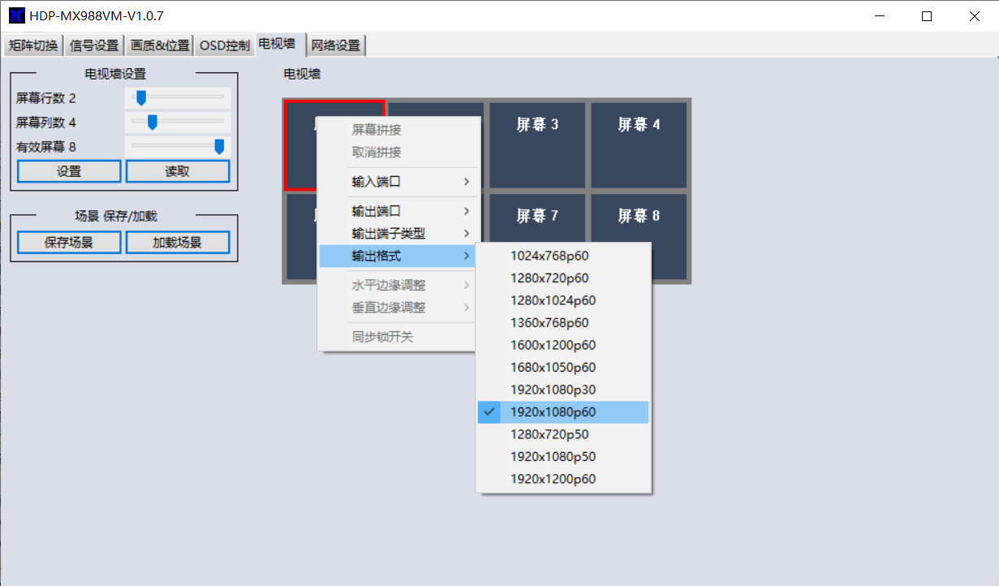 HDP-MX988VM-V1.0.7
矩阵切换 信号设置 画质&位置 OSD控制 电视墙 网络设置
电视墙设置
屏幕行数 2
屏幕列数 4
有效屏幕 8
设置 读取
场景 保存/加载
保存场景 加载场景
电视墙
屏幕 3 屏幕 4
屏幕 7 屏幕 8
屏幕拼接
取消拼接
输入端口
输出端口
输出端子类型
输出格式
水平边缘调整
垂直边缘调整
同步锁开关
1024x768p60
1280x720p60
1280x1024p60
1360x768p60
1600x1200p60
1680x1050p60
1920x1080p30
1920x1080p60
1280x720p50
1920x1080p50
1920x1200p60